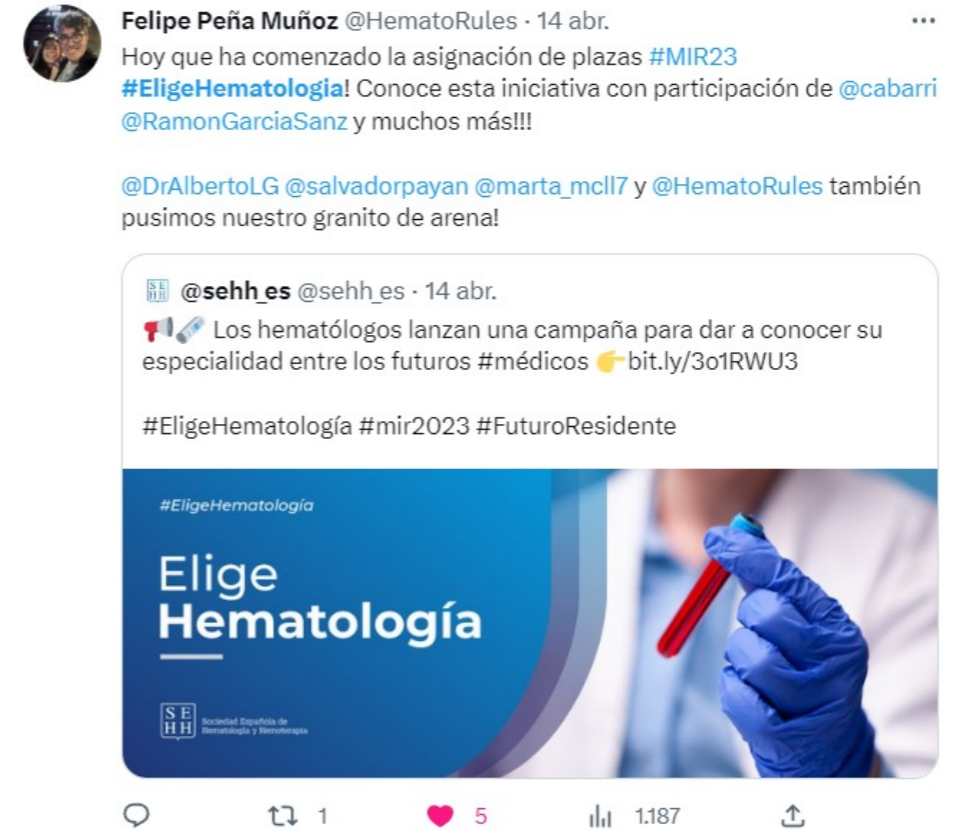 Felipe Peña Muñoz @HematoRules · 14 abr.
Hoy que ha comenzado la asignación de plazas #MIR23
#EligeHematologia! Conoce esta iniciativa con participación de @cabarri
@RamonGarciaSanz y muchos más!!!
@DrAlbertoLG @salvadorpayan @marta_mcll7 y @HematoRules también
pusimos nuestro granito de arena!
@sehh_es @sehh_es · 14 abr.
Los hematólogos lanzan una campaña para dar a conocer su
especialidad entre los futuros #médicos 👉bit.ly/3o1RWU3
#EligeHematología #mir2023 #FuturoResidente
#EligeHematología
Elige
Hematología
SE
HH
Sociedad Española de
Hematología y Hemoterapia
1 5 1.187